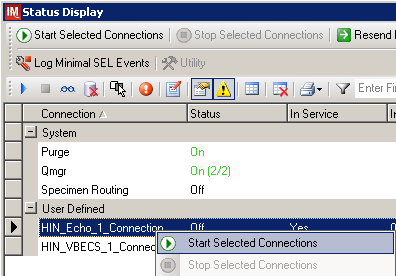 IM Status Display
Start Selected Connections Stop Selected Connections Resend
Log Minimal SEL Events Utility
Enter Fi
Connection Status In Service
System
Purge On
Qmgr On (2/2)
Specimen Routing Off
User Defined
HIN_Echo_1_Connection Off Yes
HIN_VBECS_1_Connec
Start Selected Connections
Stop Selected Connections